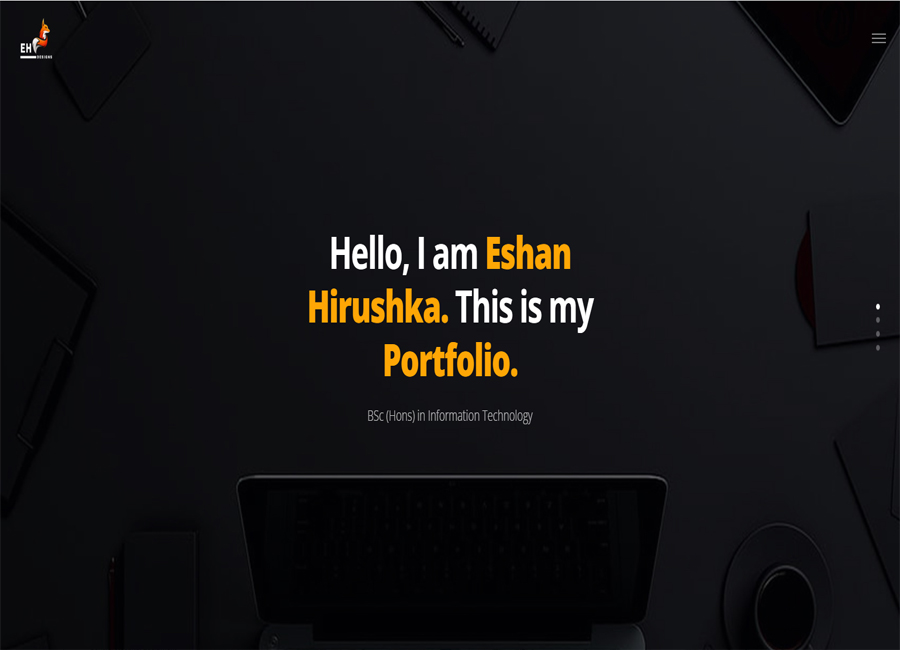 EH
DESIGNS
Hello, I am Eshan
Hirushka. This is my
Portfolio.
BSc (Hons) in Information Technology